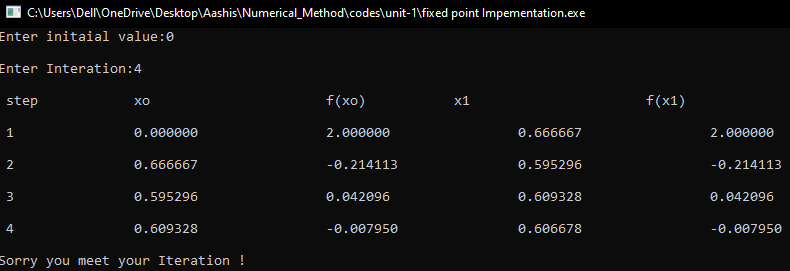 C:\Users\Dell\OneDrive\Desktop\Aashis\Numerical_Method\codes\unit-1\fixed point Impementation.exe
Enter initaial value:0
Enter Interation:4
step xo f(xo) x1 f(x1)
1 0.000000 2.000000 0.666667 2.000000
2 0.666667 -0.214113 0.595296 -0.214113
3 0.595296 0.042096 0.609328 0.042096
4 0.609328 -0.007950 0.606678 -0.007950
Sorry you meet your Iteration !